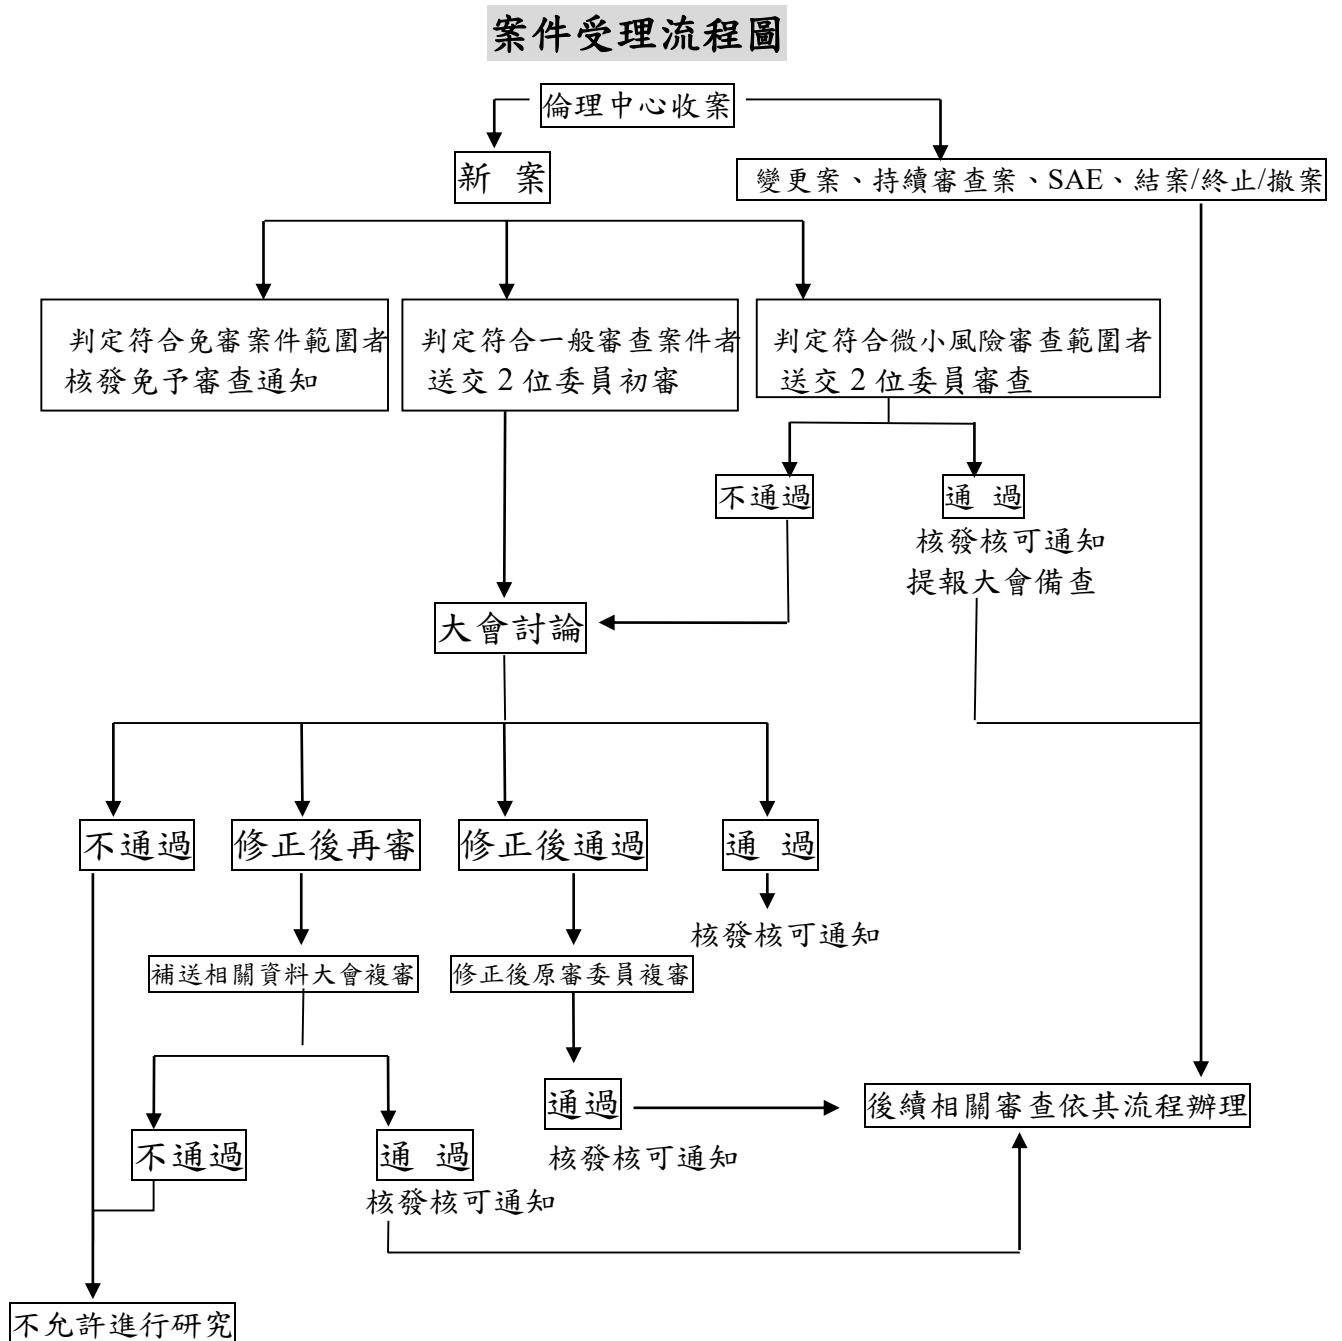 案件受理流程圖
倫理中心收案
新 案
變更案、持續審查案、SAE、結案/終止/撤案
判定符合免審案件範圍者
核發免予審查通知
判定符合一般審查案件者
送交 2 位委員初審
判定符合微小風險審查範圍者
送交 2 位委員審查
不通過
通 過
核發核可通知
提報大會備查
大會討論
不通過
修正後再審
修正後通過
通 過
核發核可通知
補送相關資料大會複審
修正後原審委員複審
通過
核發核可通知
後續相關審查依其流程辦理
不通過
通 過
核發核可通知
不允許進行研究